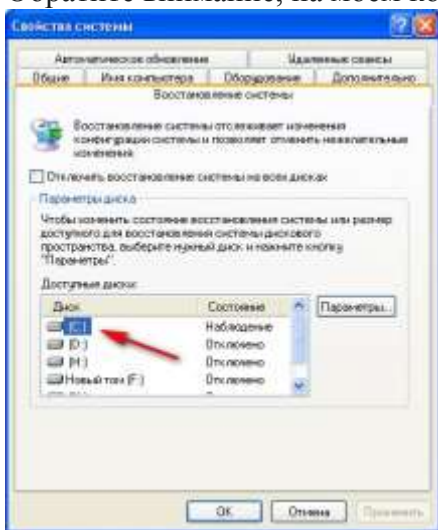 Обратите внимание, на моем
Свойства системы
Автоматическое обновление Удаленные сеансы
Общие Имя компьютера Оборудование Дополнительно
Восстановление системы
Восстановление системы отслеживает изменения
конфигурации системы и позволяет отменять нежелательные
изменения.
Отключить восстановление системы на всех дисках
Параметры диска
Чтобы изменить состояние восстановления системы или размер
доступного для восстановления системы дискового
пространства, выберите нужный диск и нажмите кнопку
"Параметры".
Доступные диски:
Диск Состояние Параметры...
(C:) Наблюдение
(D:) Отключено
(H:) Отключено
Новый том (F:) Отключено
OK Отмена Применить